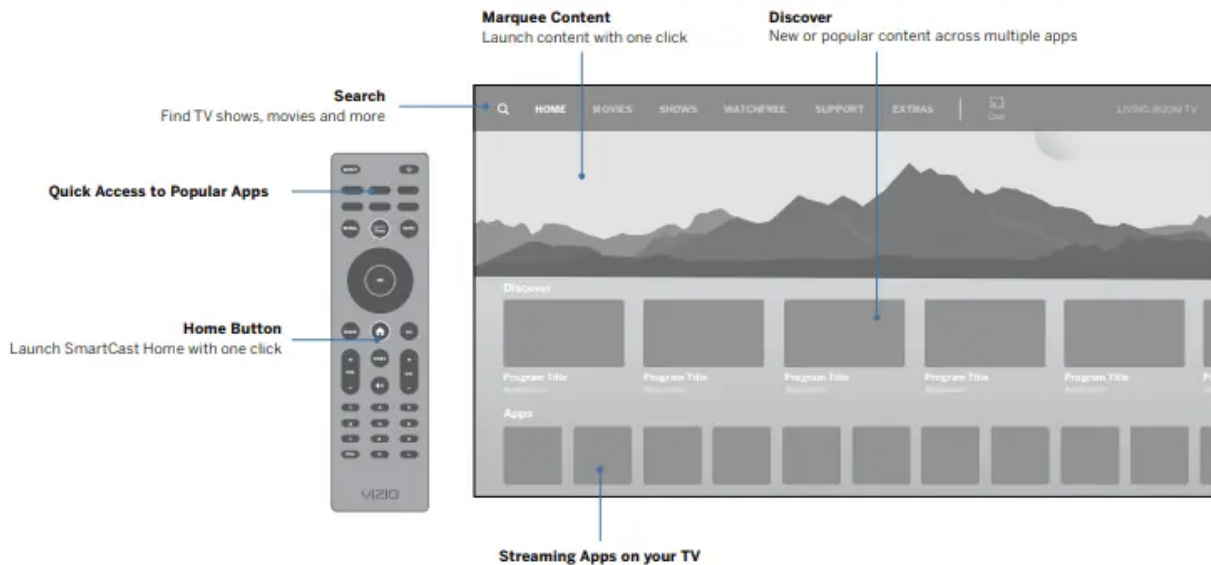 Marquee Content
Launch content with one click
Discover
New or popular content across multiple apps
Search
Find TV shows, movies and more
HOME MOVIES SHOWS WATCHFREE SUPPORT EXTRAS Cast LIVING ROOM TV
Quick Access to Popular Apps
Discover
Home Button
Launch SmartCast Home with one click
Program Title Program Title Program Title Program Title Program Title
Apps
VIZIO
Streaming Apps on your TV